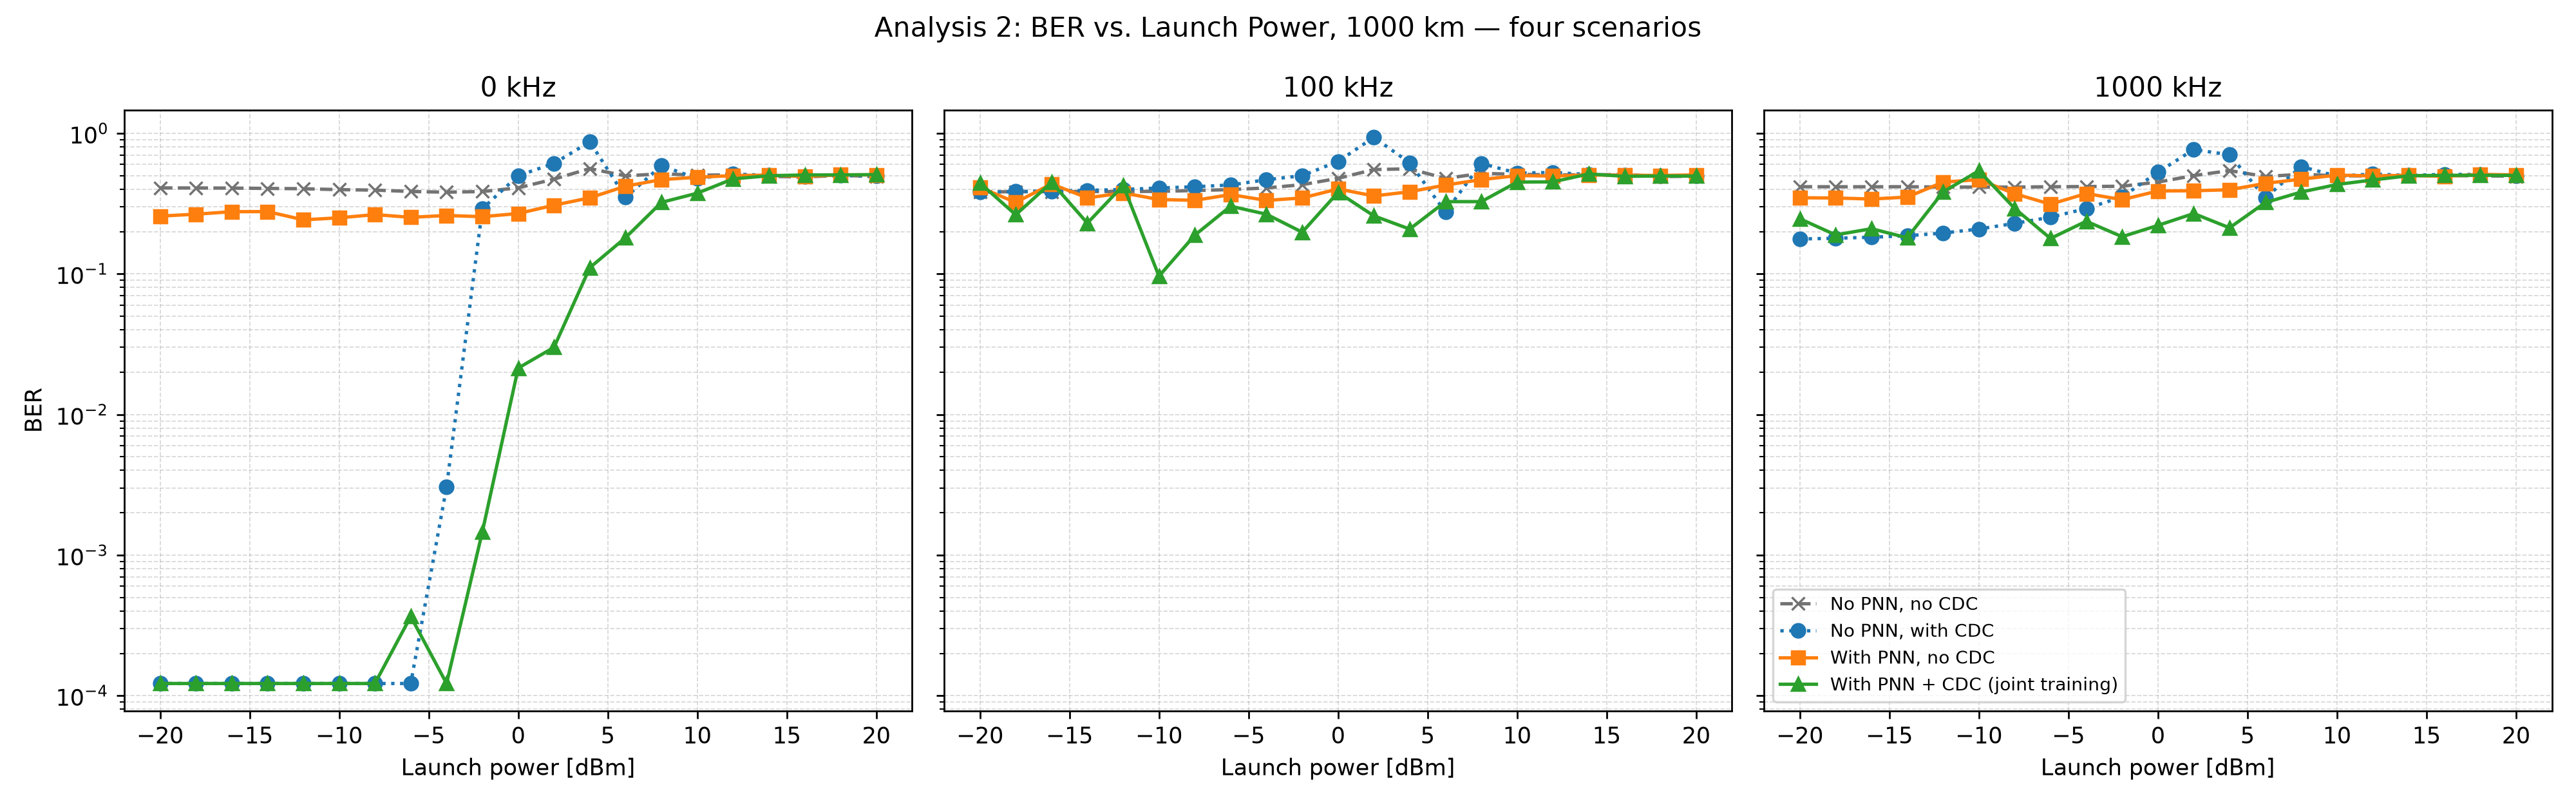 Analysis 2: BER vs. Launch Power, 1000 km — four scenarios
0 kHz
100 kHz
1000 kHz
BER
10⁰
10⁻¹
10⁻²
10⁻³
10⁻⁴
−20 −15 −10 −5 0 5 10 15 20
−20 −15 −10 −5 0 5 10 15 20
−20 −15 −10 −5 0 5 10 15 20
Launch power [dBm]
Launch power [dBm]
Launch power [dBm]
No PNN, no CDC
No PNN, with CDC
With PNN, no CDC
With PNN + CDC (joint training)